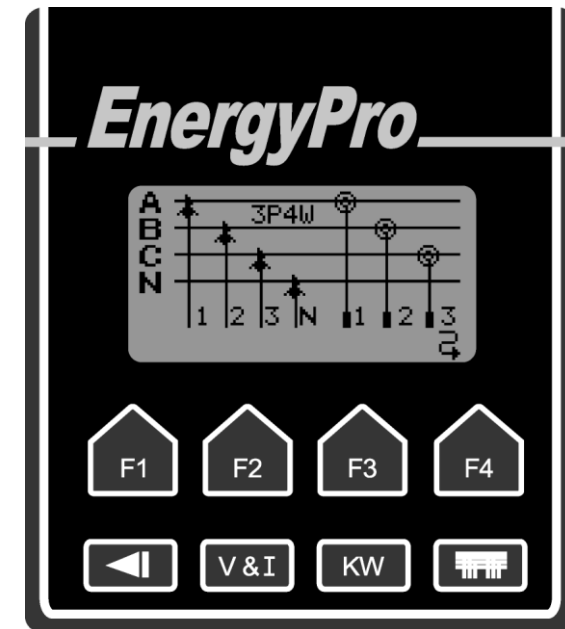 EnergyPro
A 3P4W
B
C
N
1 2 3 N 1 2 3
F1 F2 F3 F4
V & I KW